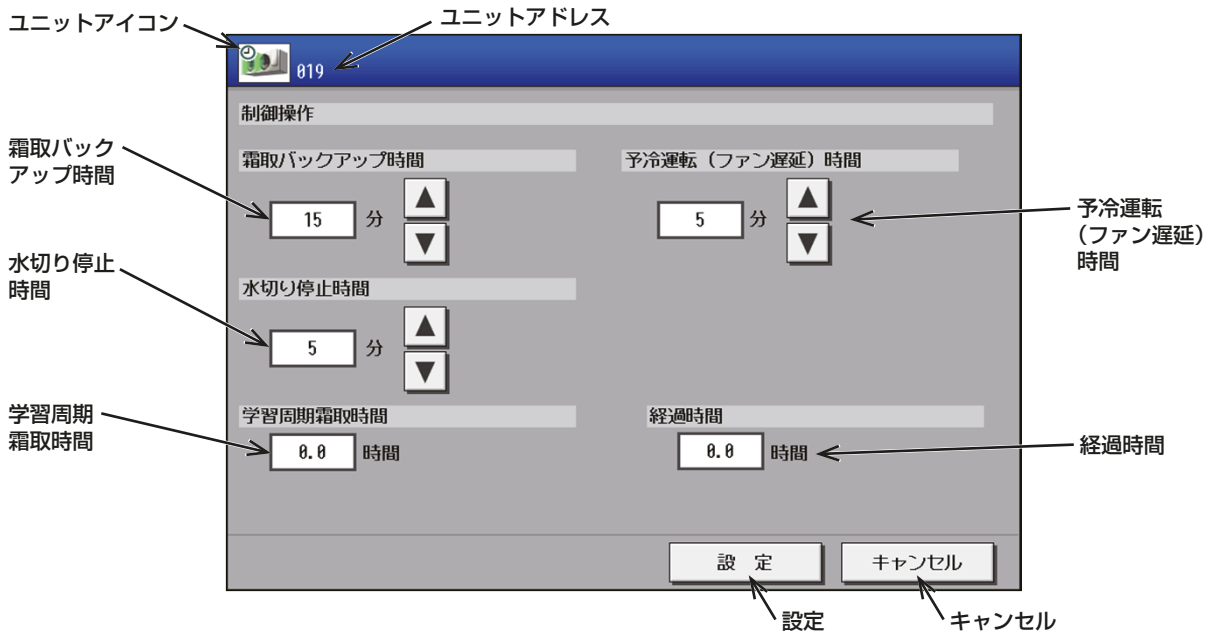 ユニットアイコン
ユニットアドレス
019
制御操作
霜取バック
アップ時間
霜取バックアップ時間
15 分
▲
▼
予冷運転（ファン遅延）時間
5 分
▲
▼
予冷運転
（ファン遅延）
時間
水切り停止
時間
水切り停止時間
5 分
▲
▼
学習周期
霜取時間
学習周期霜取時間
0.0 時間
経過時間
0.0 時間
経過時間
設 定
キャンセル
設定
キャンセル